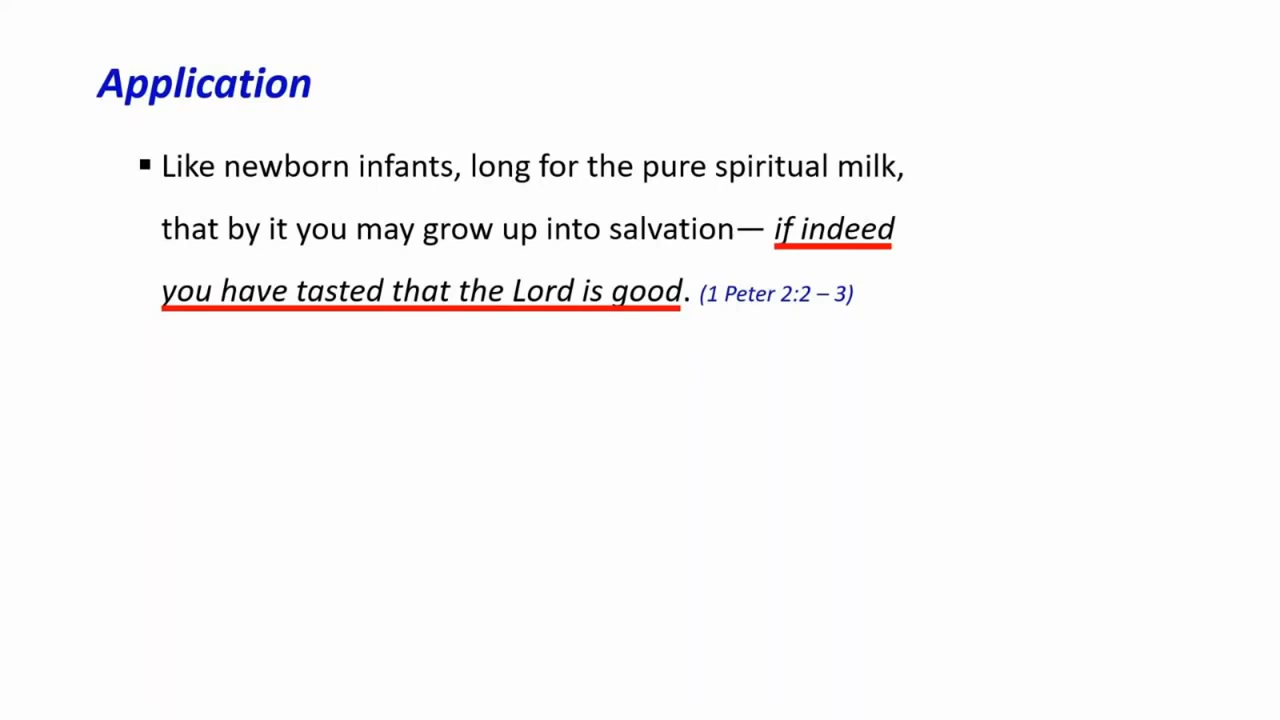 Application
▪ Like newborn infants, long for the pure spiritual milk,
that by it you may grow up into salvation— if indeed
you have tasted that the Lord is good. (1 Peter 2:2 – 3)